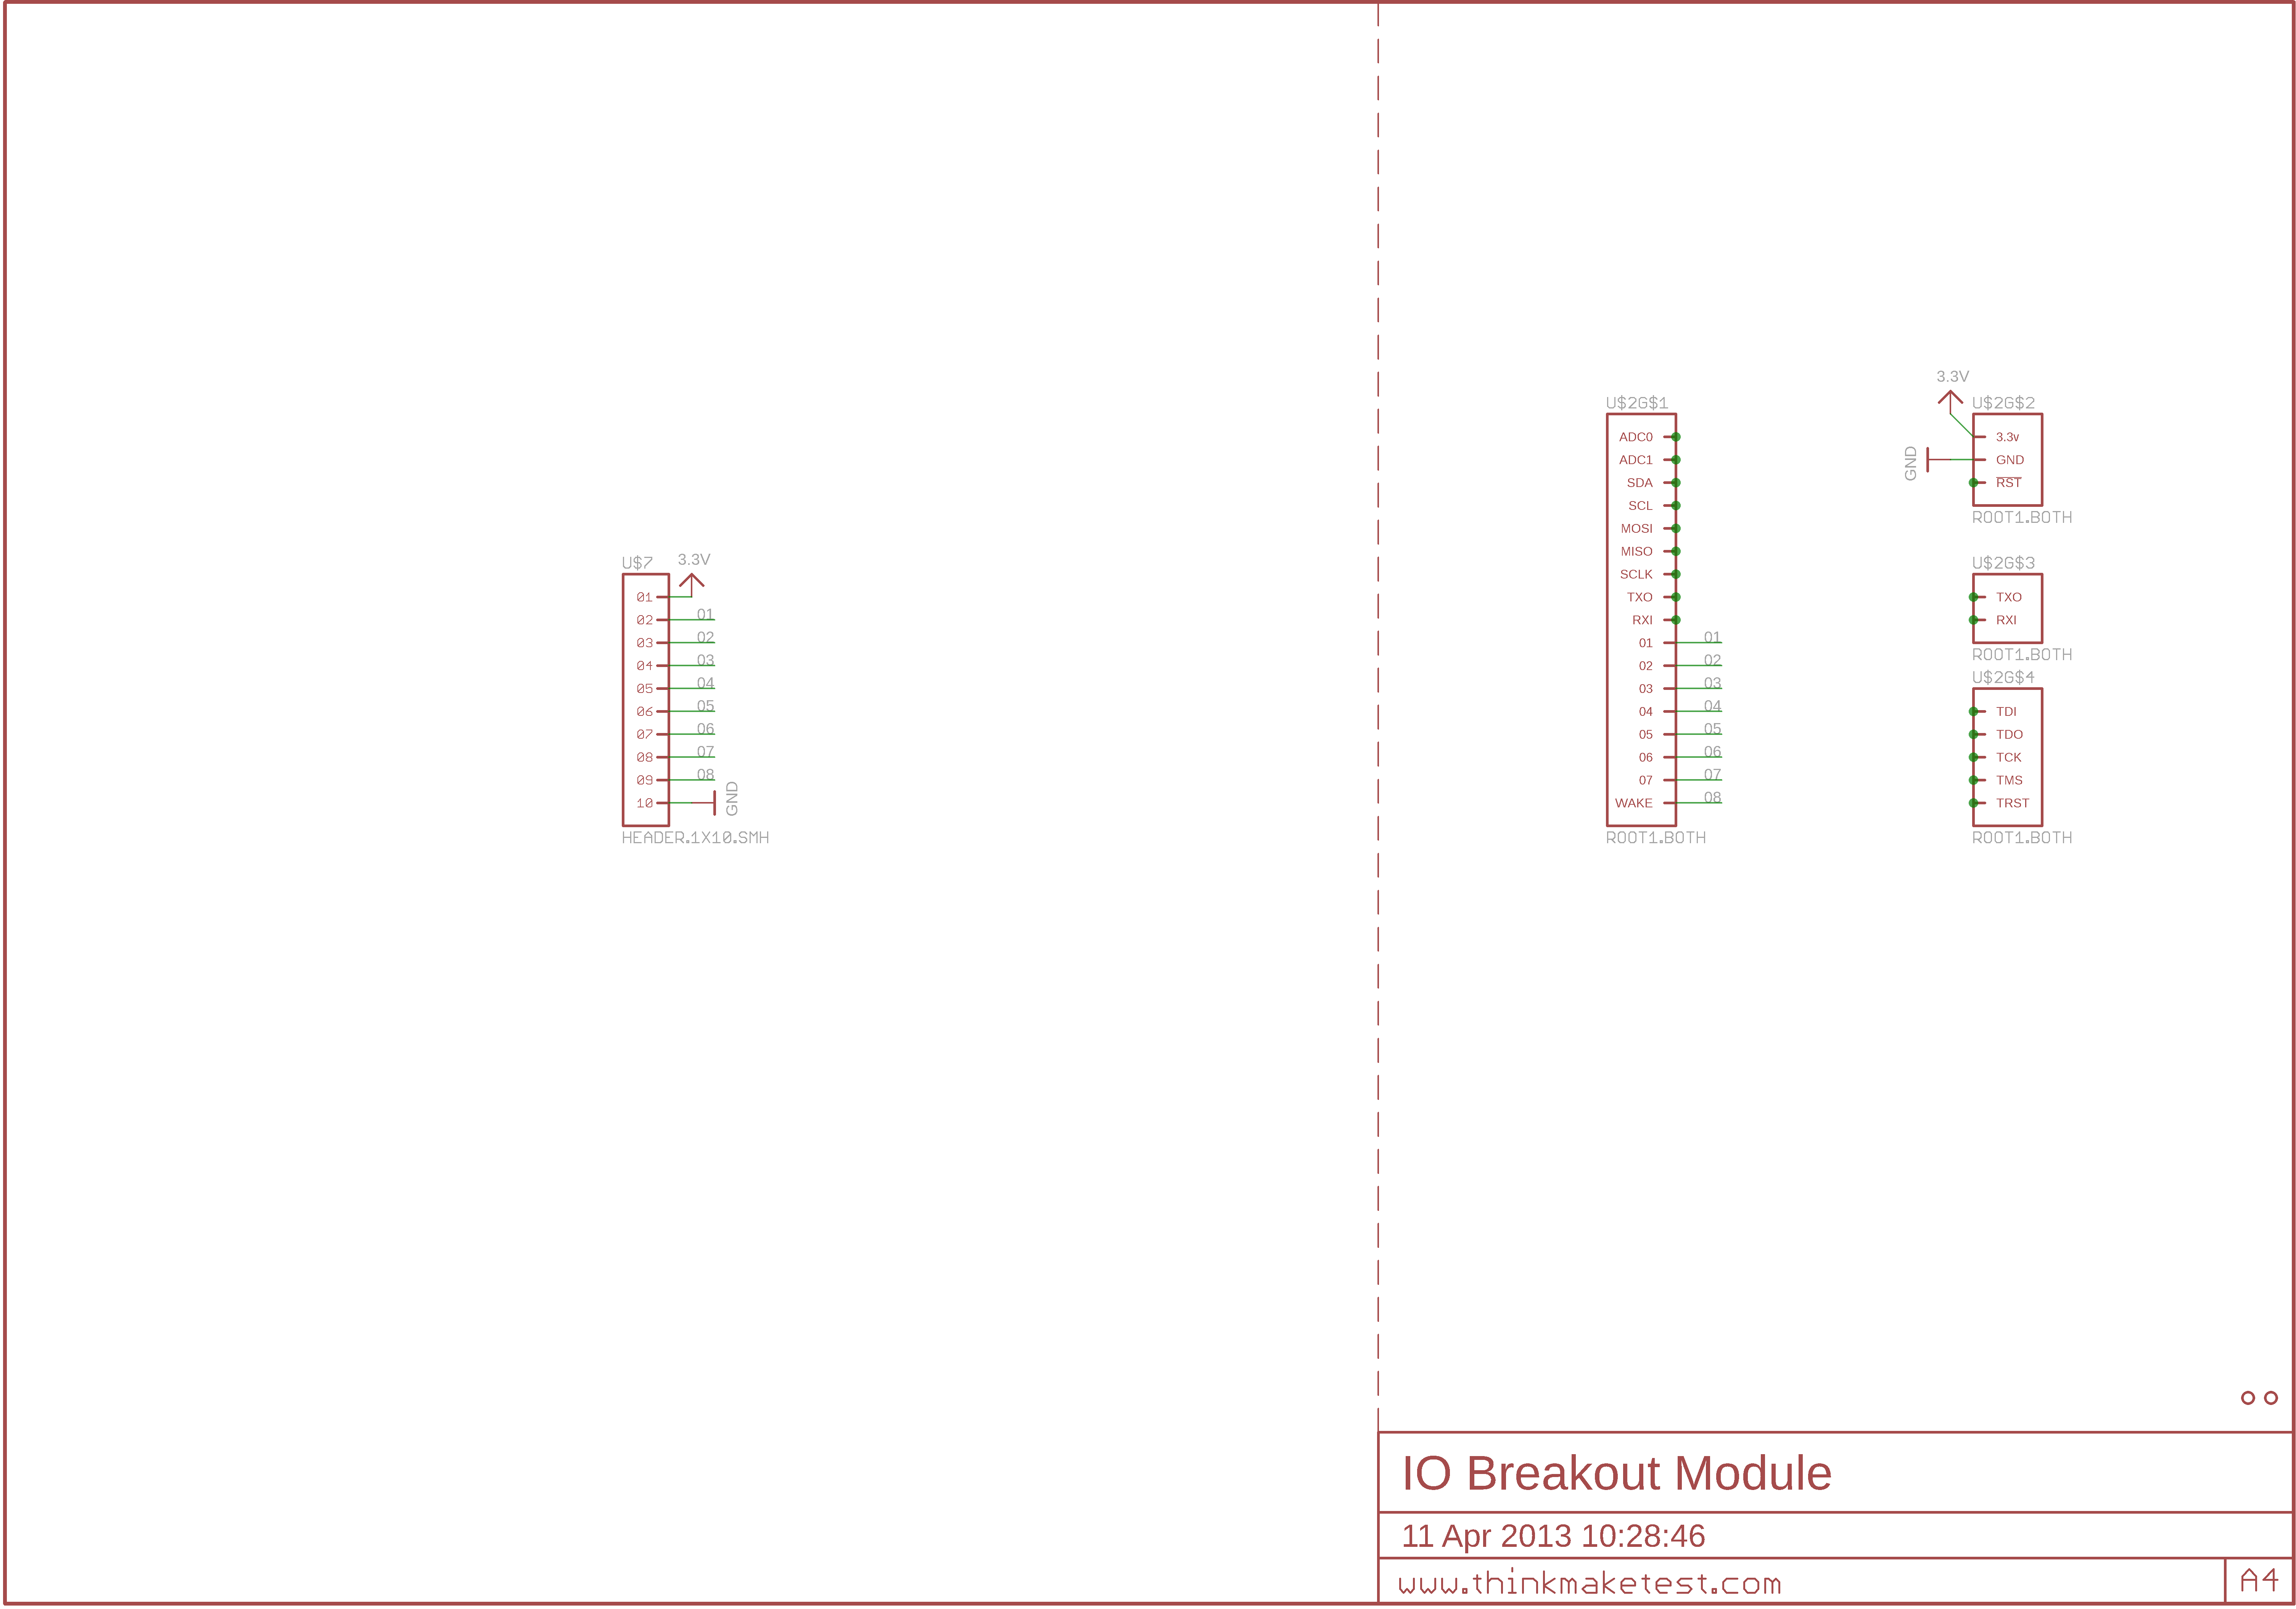 U$7
3.3V
01
02
01
03
02
04
03
05
04
06
05
07
06
08
07
09
08
10
GND
HEADER.1X10.SMH
U$2G$1
ADC0
ADC1
SDA
SCL
MOSI
MISO
SCLK
TXO
RXI
01
01
02
02
03
03
04
04
05
05
06
06
07
07
WAKE
08
ROOT1.BOTH
3.3V
U$2G$2
3.3v
GND
GND
RST
ROOT1.BOTH
U$2G$3
TXO
RXI
ROOT1.BOTH
U$2G$4
TDI
TDO
TCK
TMS
TRST
ROOT1.BOTH
IO Breakout Module
11 Apr 2013 10:28:46
www.thinkmaketest.com
A4